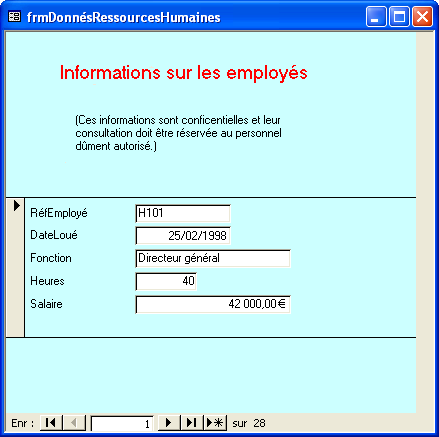 frmDonnésRessourcesHumaines
Informations sur les employés
(Ces informations sont conficentielles et leur
consultation doit être réservée au personnel
dûment autorisé.)
RéfEmployé H101
DateLoué 25/02/1998
Fonction Directeur général
Heures 40
Salaire 42 000,00€
Enr : 1 sur 28